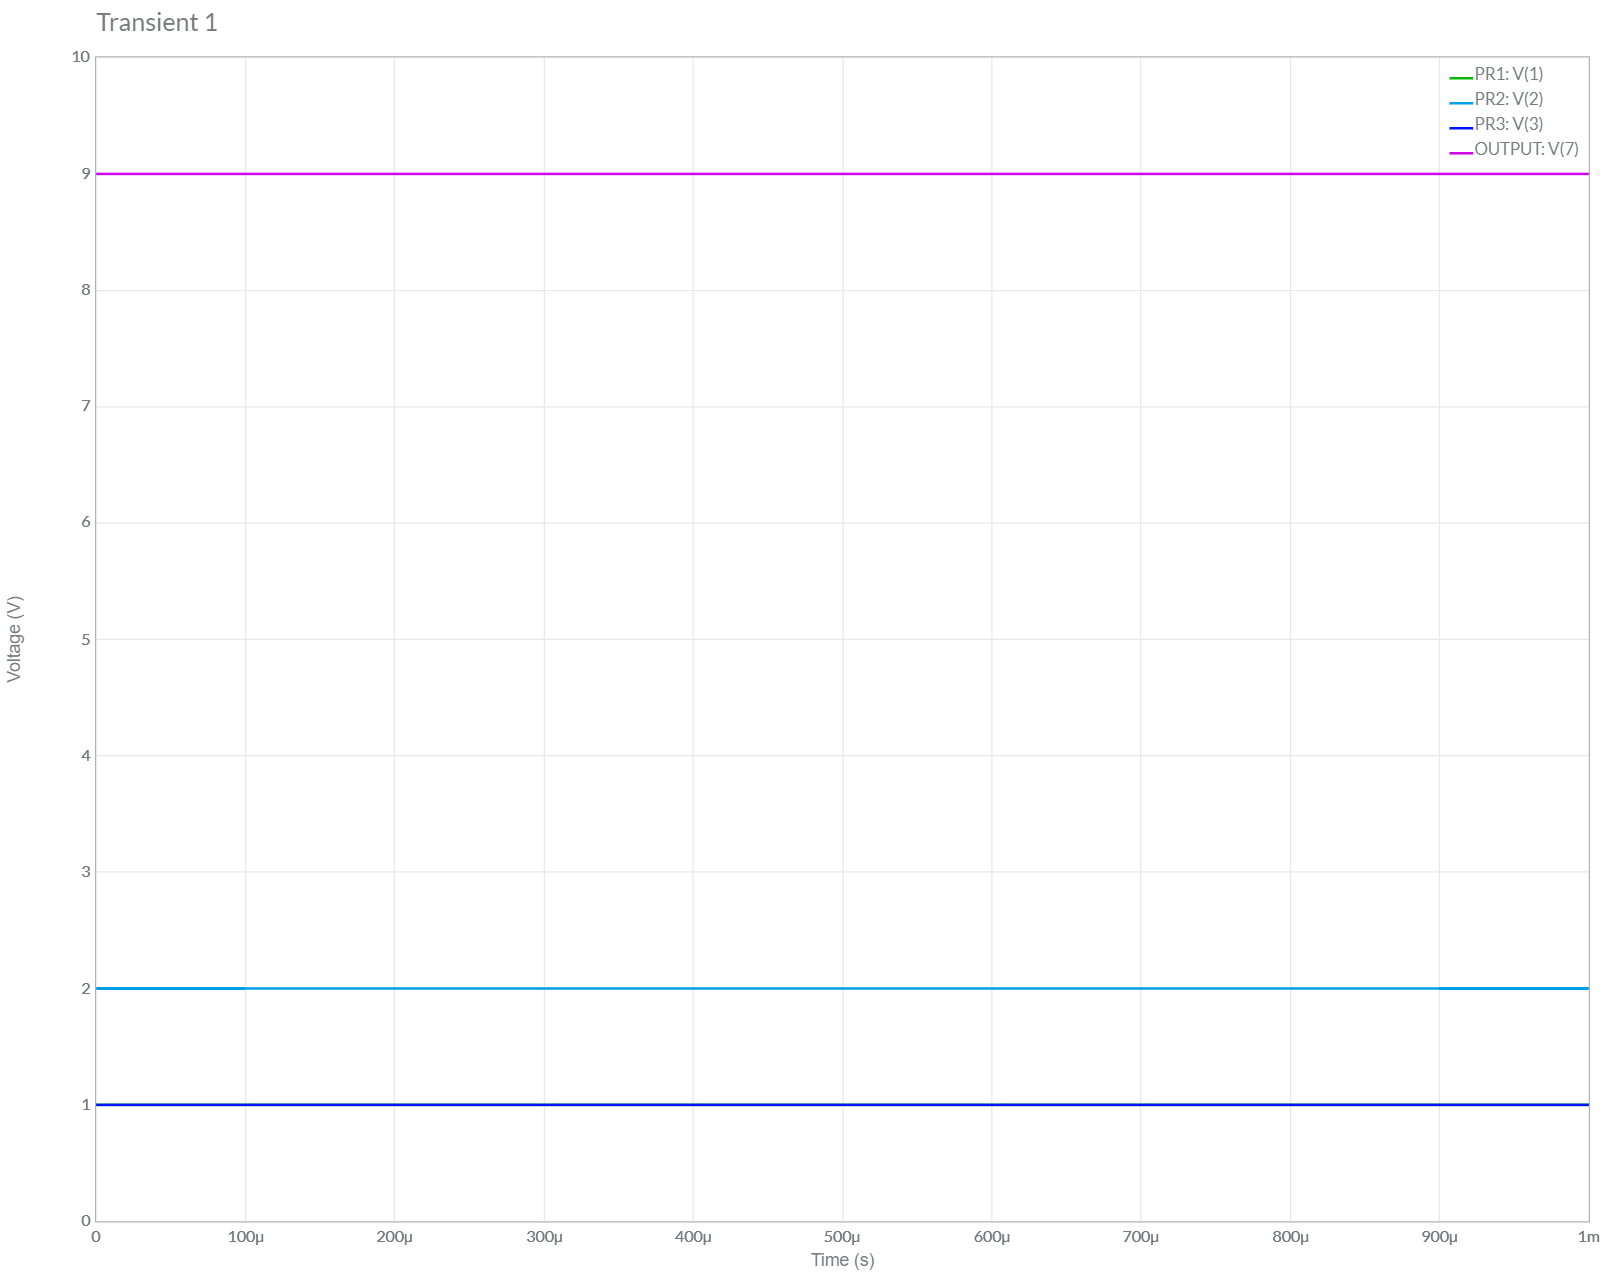 Transient 1
PR1: V(1)
PR2: V(2)
PR3: V(3)
OUTPUT: V(7)
Voltage (V)
10
9
8
7
6
5
4
3
2
1
0
0 100µ 200µ 300µ 400µ 500µ 600µ 700µ 800µ 900µ 1m
Time (s)